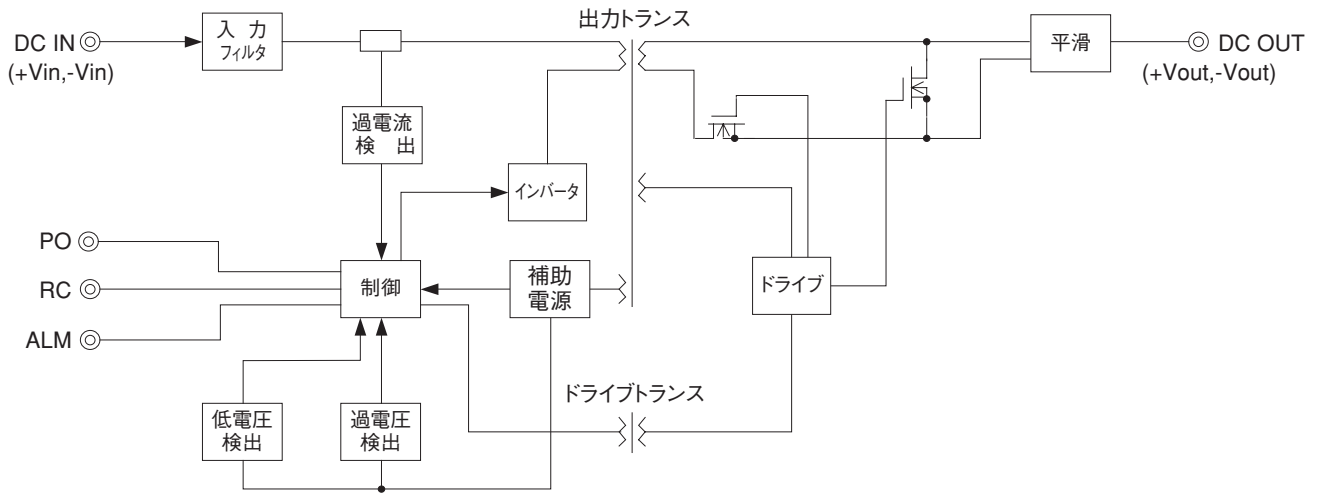 出力トランス
DC IN
(+Vin,-Vin)
入 力
フィルタ
平滑
DC OUT
(+Vout,-Vout)
過電流
検 出
インバータ
PO
RC
ALM
制御
補助
電源
ドライブ
ドライブトランス
低電圧
検出
過電圧
検出